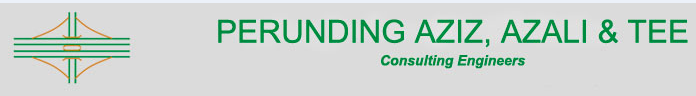 PERUNDING AZIZ, AZALI & TEE
Consulting Engineers